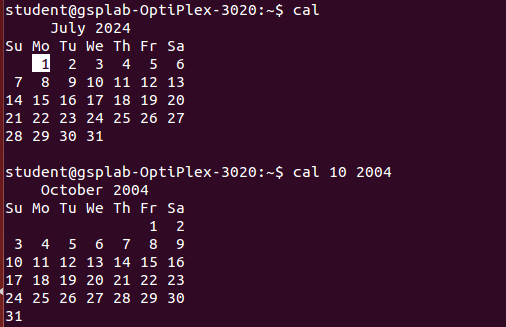 student@gsplab-OptiPlex-3020:~$ cal
     July 2024
Su Mo Tu We Th Fr Sa
    1  2  3  4  5  6
 7  8  9 10 11 12 13
14 15 16 17 18 19 20
21 22 23 24 25 26 27
28 29 30 31

student@gsplab-OptiPlex-3020:~$ cal 10 2004
    October 2004
Su Mo Tu We Th Fr Sa
                1  2
 3  4  5  6  7  8  9
10 11 12 13 14 15 16
17 18 19 20 21 22 23
24 25 26 27 28 29 30
31